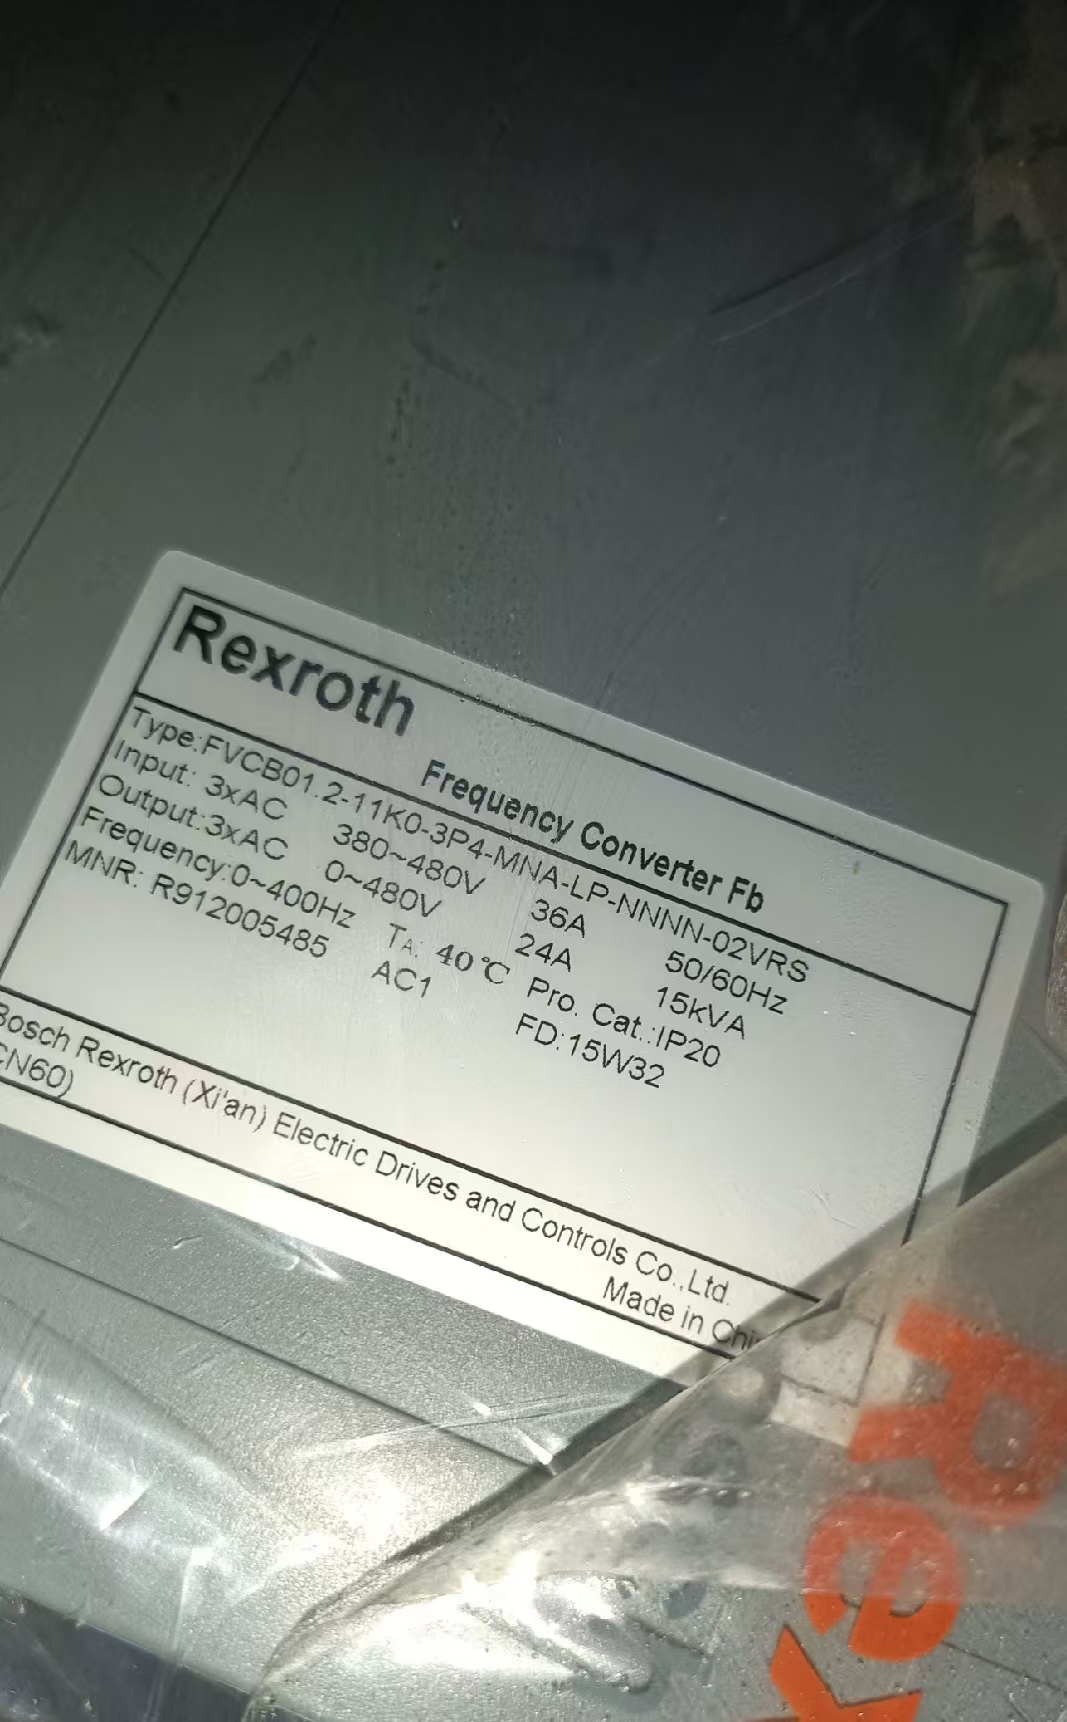 Rexroth
Frequency Converter Fb
Type:FVCB01.2-11K0-3P4-MNA-LP-NNNN-02VRS
Input: 3xAC 380~480V 36A 50/60Hz
Output:3xAC 0~480V 24A 15kVA
Frequency:0~400Hz TA: 40℃ Pro. Cat.:IP20
MNR: R912005485 AC1 FD:15W32
Bosch Rexroth (Xi'an) Electric Drives and Controls Co.,Ltd.
CN60) Made in Chi
Rex